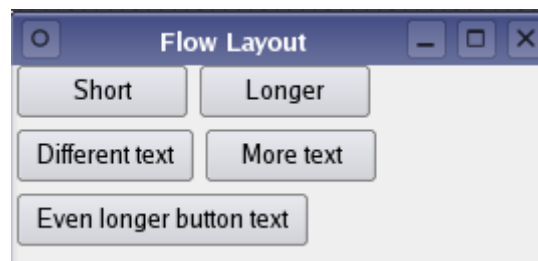 Flow Layout
Short Longer
Different text More text
Even longer button text